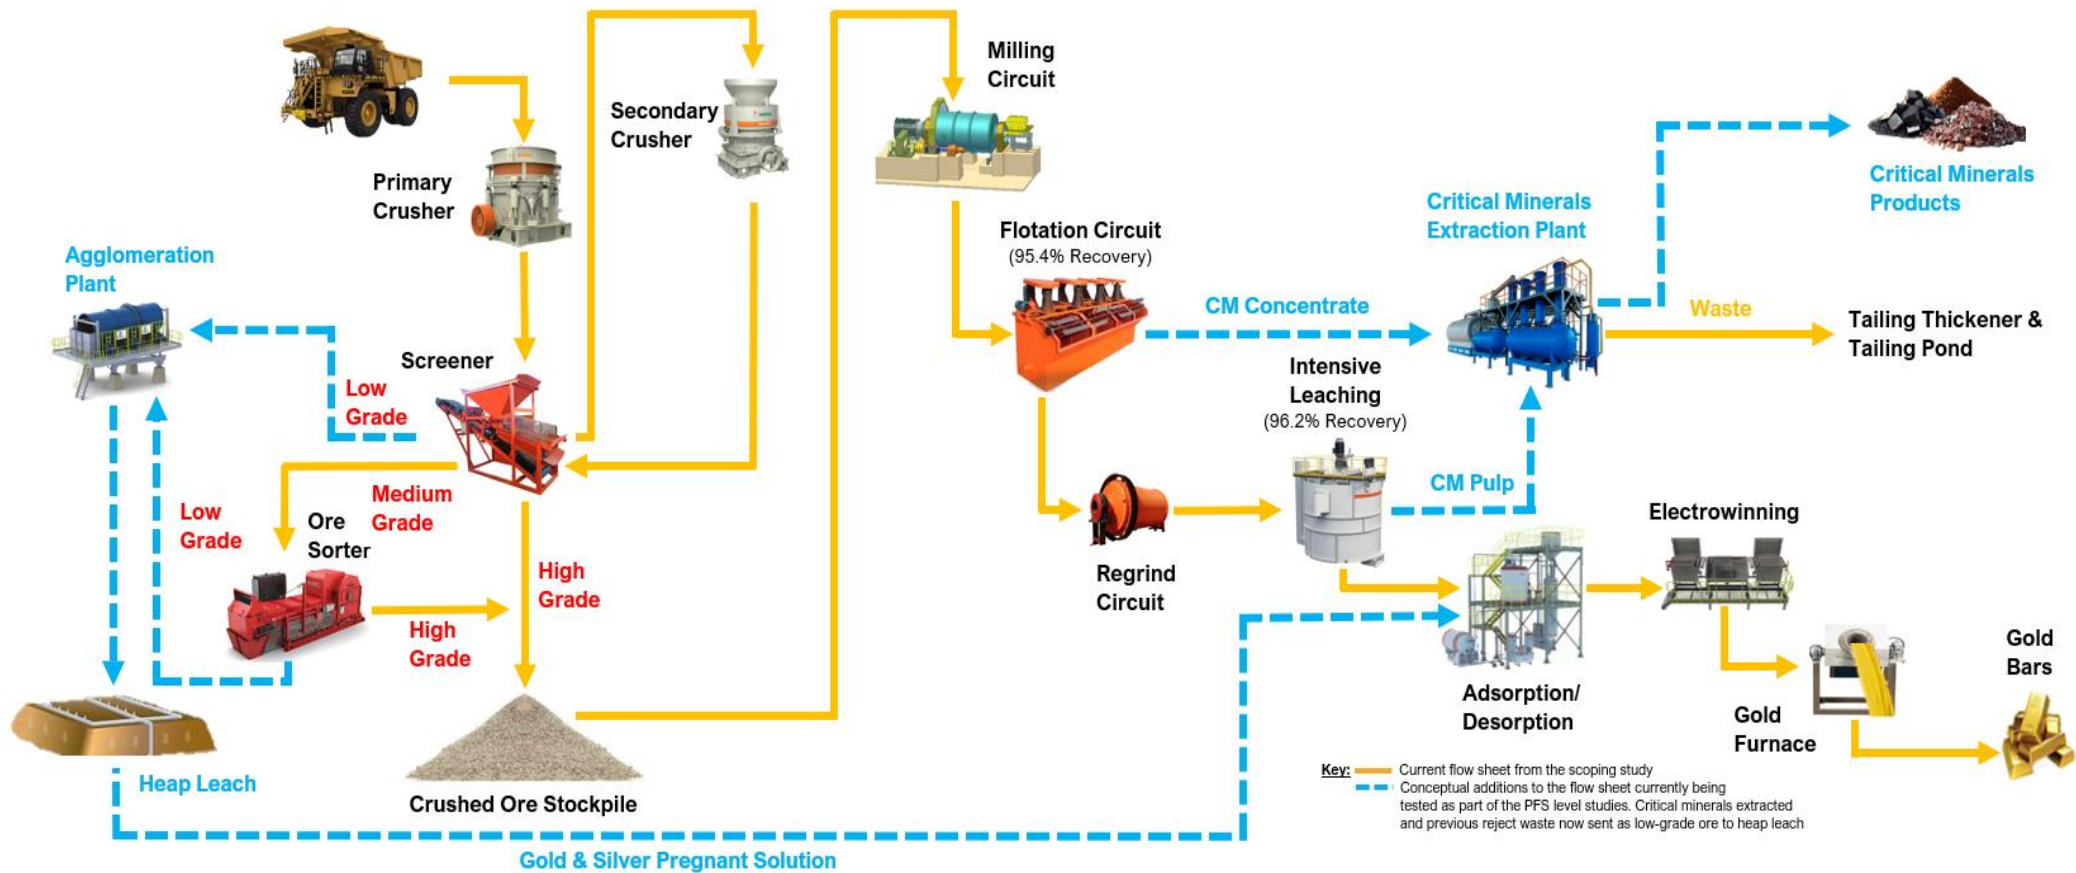 Milling
Circuit
Secondary
Crusher
Primary
Crusher
Critical Minerals
Products
Critical Minerals
Extraction Plant
Flotation Circuit
(95.4% Recovery)
Agglomeration
Plant
CM Concentrate
Waste
Tailing Thickener &
Tailing Pond
Screener
Low
Grade
Intensive
Leaching
(96.2% Recovery)
Medium
Grade
CM Pulp
Low
Grade
Ore
Sorter
Electrowinning
High
Grade
Regrind
Circuit
High
Grade
Gold
Bars
Adsorption/
Desorption
Gold
Furnace
Heap Leach
Crushed Ore Stockpile
Key: Current flow sheet from the scoping study
Conceptual additions to the flow sheet currently being
tested as part of the PFS level studies. Critical minerals extracted
and previous reject waste now sent as low-grade ore to heap leach
Gold & Silver Pregnant Solution